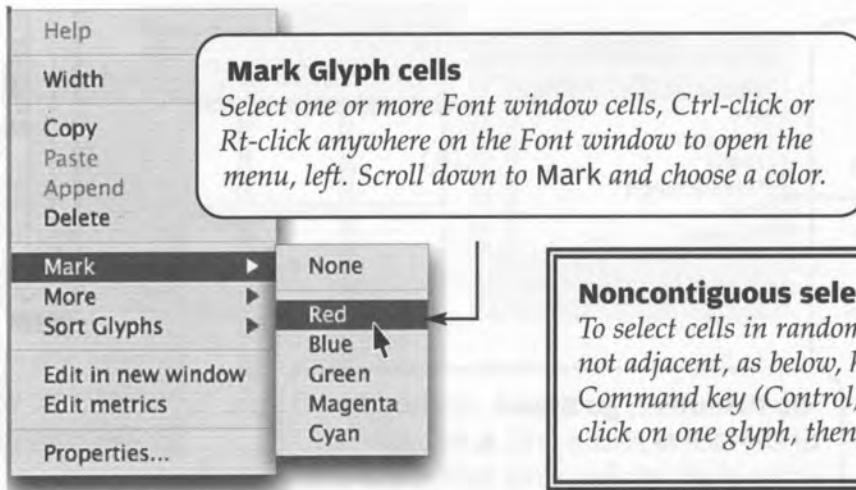 Help
Width
Copy
Paste
Append
Delete
Mark
More
Sort Glyphs
Edit in new window
Edit metrics
Properties...
None
Red
Blue
Green
Magenta
Cyan
Mark Glyph cells
Select one or more Font window cells, Ctrl-click or
Rt-click anywhere on the Font window to open the
menu, left. Scroll down to Mark and choose a color.
Noncontiguous sele
To select cells in random
not adjacent, as below, h
Command key (Control,
click on one glyph, then